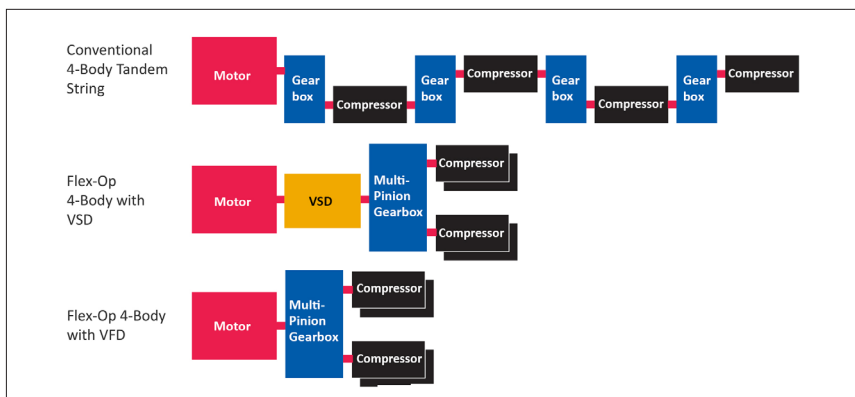 Conventional
4-Body Tandem
String
Motor
Gear
box
Compressor
Gear
box
Compressor
Gear
box
Compressor
Gear
box
Compressor
Flex-Op
4-Body with
VSD
Motor
VSD
Multi-
Pinion
Gearbox
Compressor
Compressor
Flex-Op 4-Body
with VFD
Motor
Multi-
Pinion
Gearbox
Compressor
Compressor